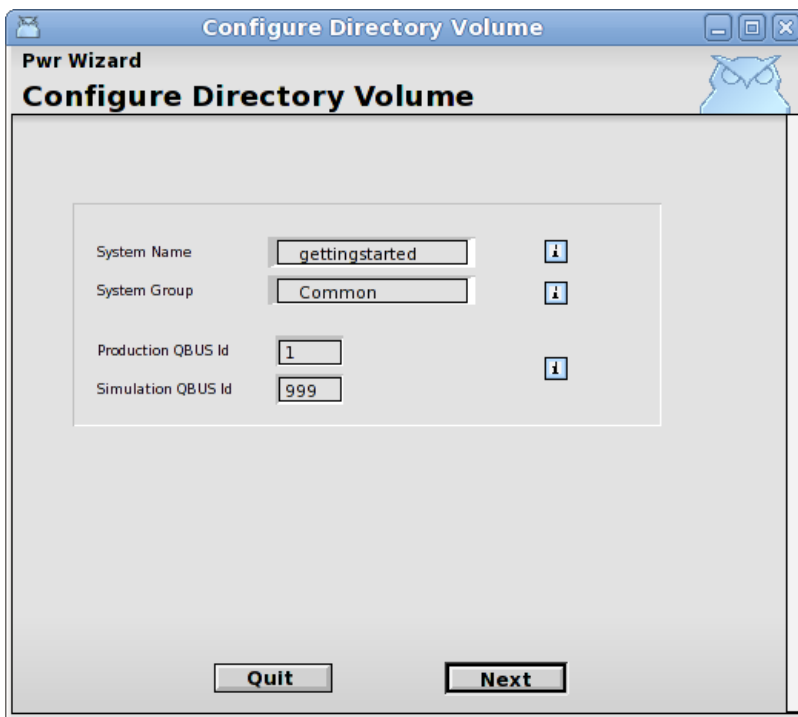 Configure Directory Volume
Pwr Wizard
Configure Directory Volume
System Name gettingstarted i
System Group Common i
Production QBUS Id 1
i
Simulation QBUS Id 999
Quit Next